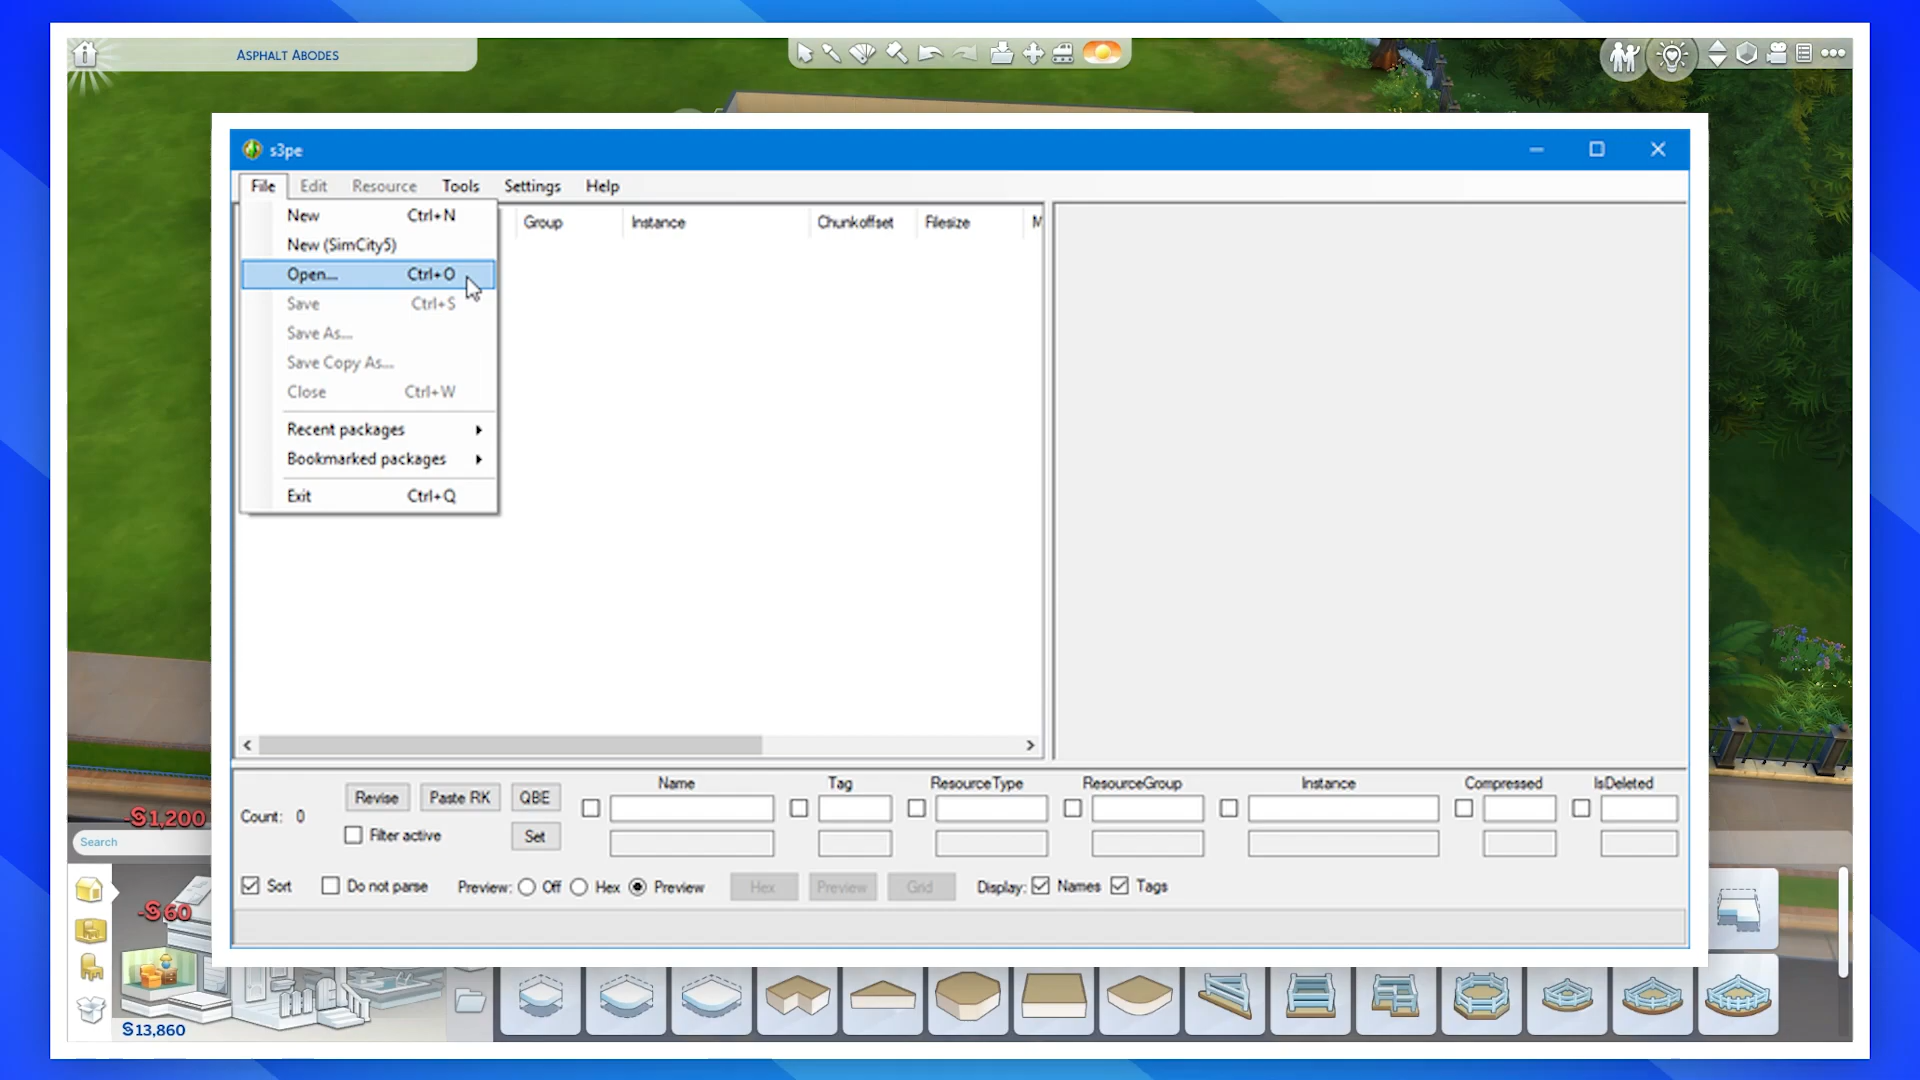 ASPHALT ABODES
s3pe
File Edit Resource Tools Settings Help
New Ctrl+N
New (SimCity5)
Open... Ctrl+O
Save Ctrl+S
Save As...
Save Copy As...
Close Ctrl+W
Recent packages
Bookmarked packages
Exit Ctrl+Q
Group Instance Chunkoffset Filesize M
Name Tag ResourceType ResourceGroup Instance Compressed IsDeleted
Revise Paste RK QBE
Count: 0
Filter active Set
Sort Do not parse Preview: Off Hex Preview Hex Preview Grid Display: Names Tags
-§1,200
Search
-§60
§13,860